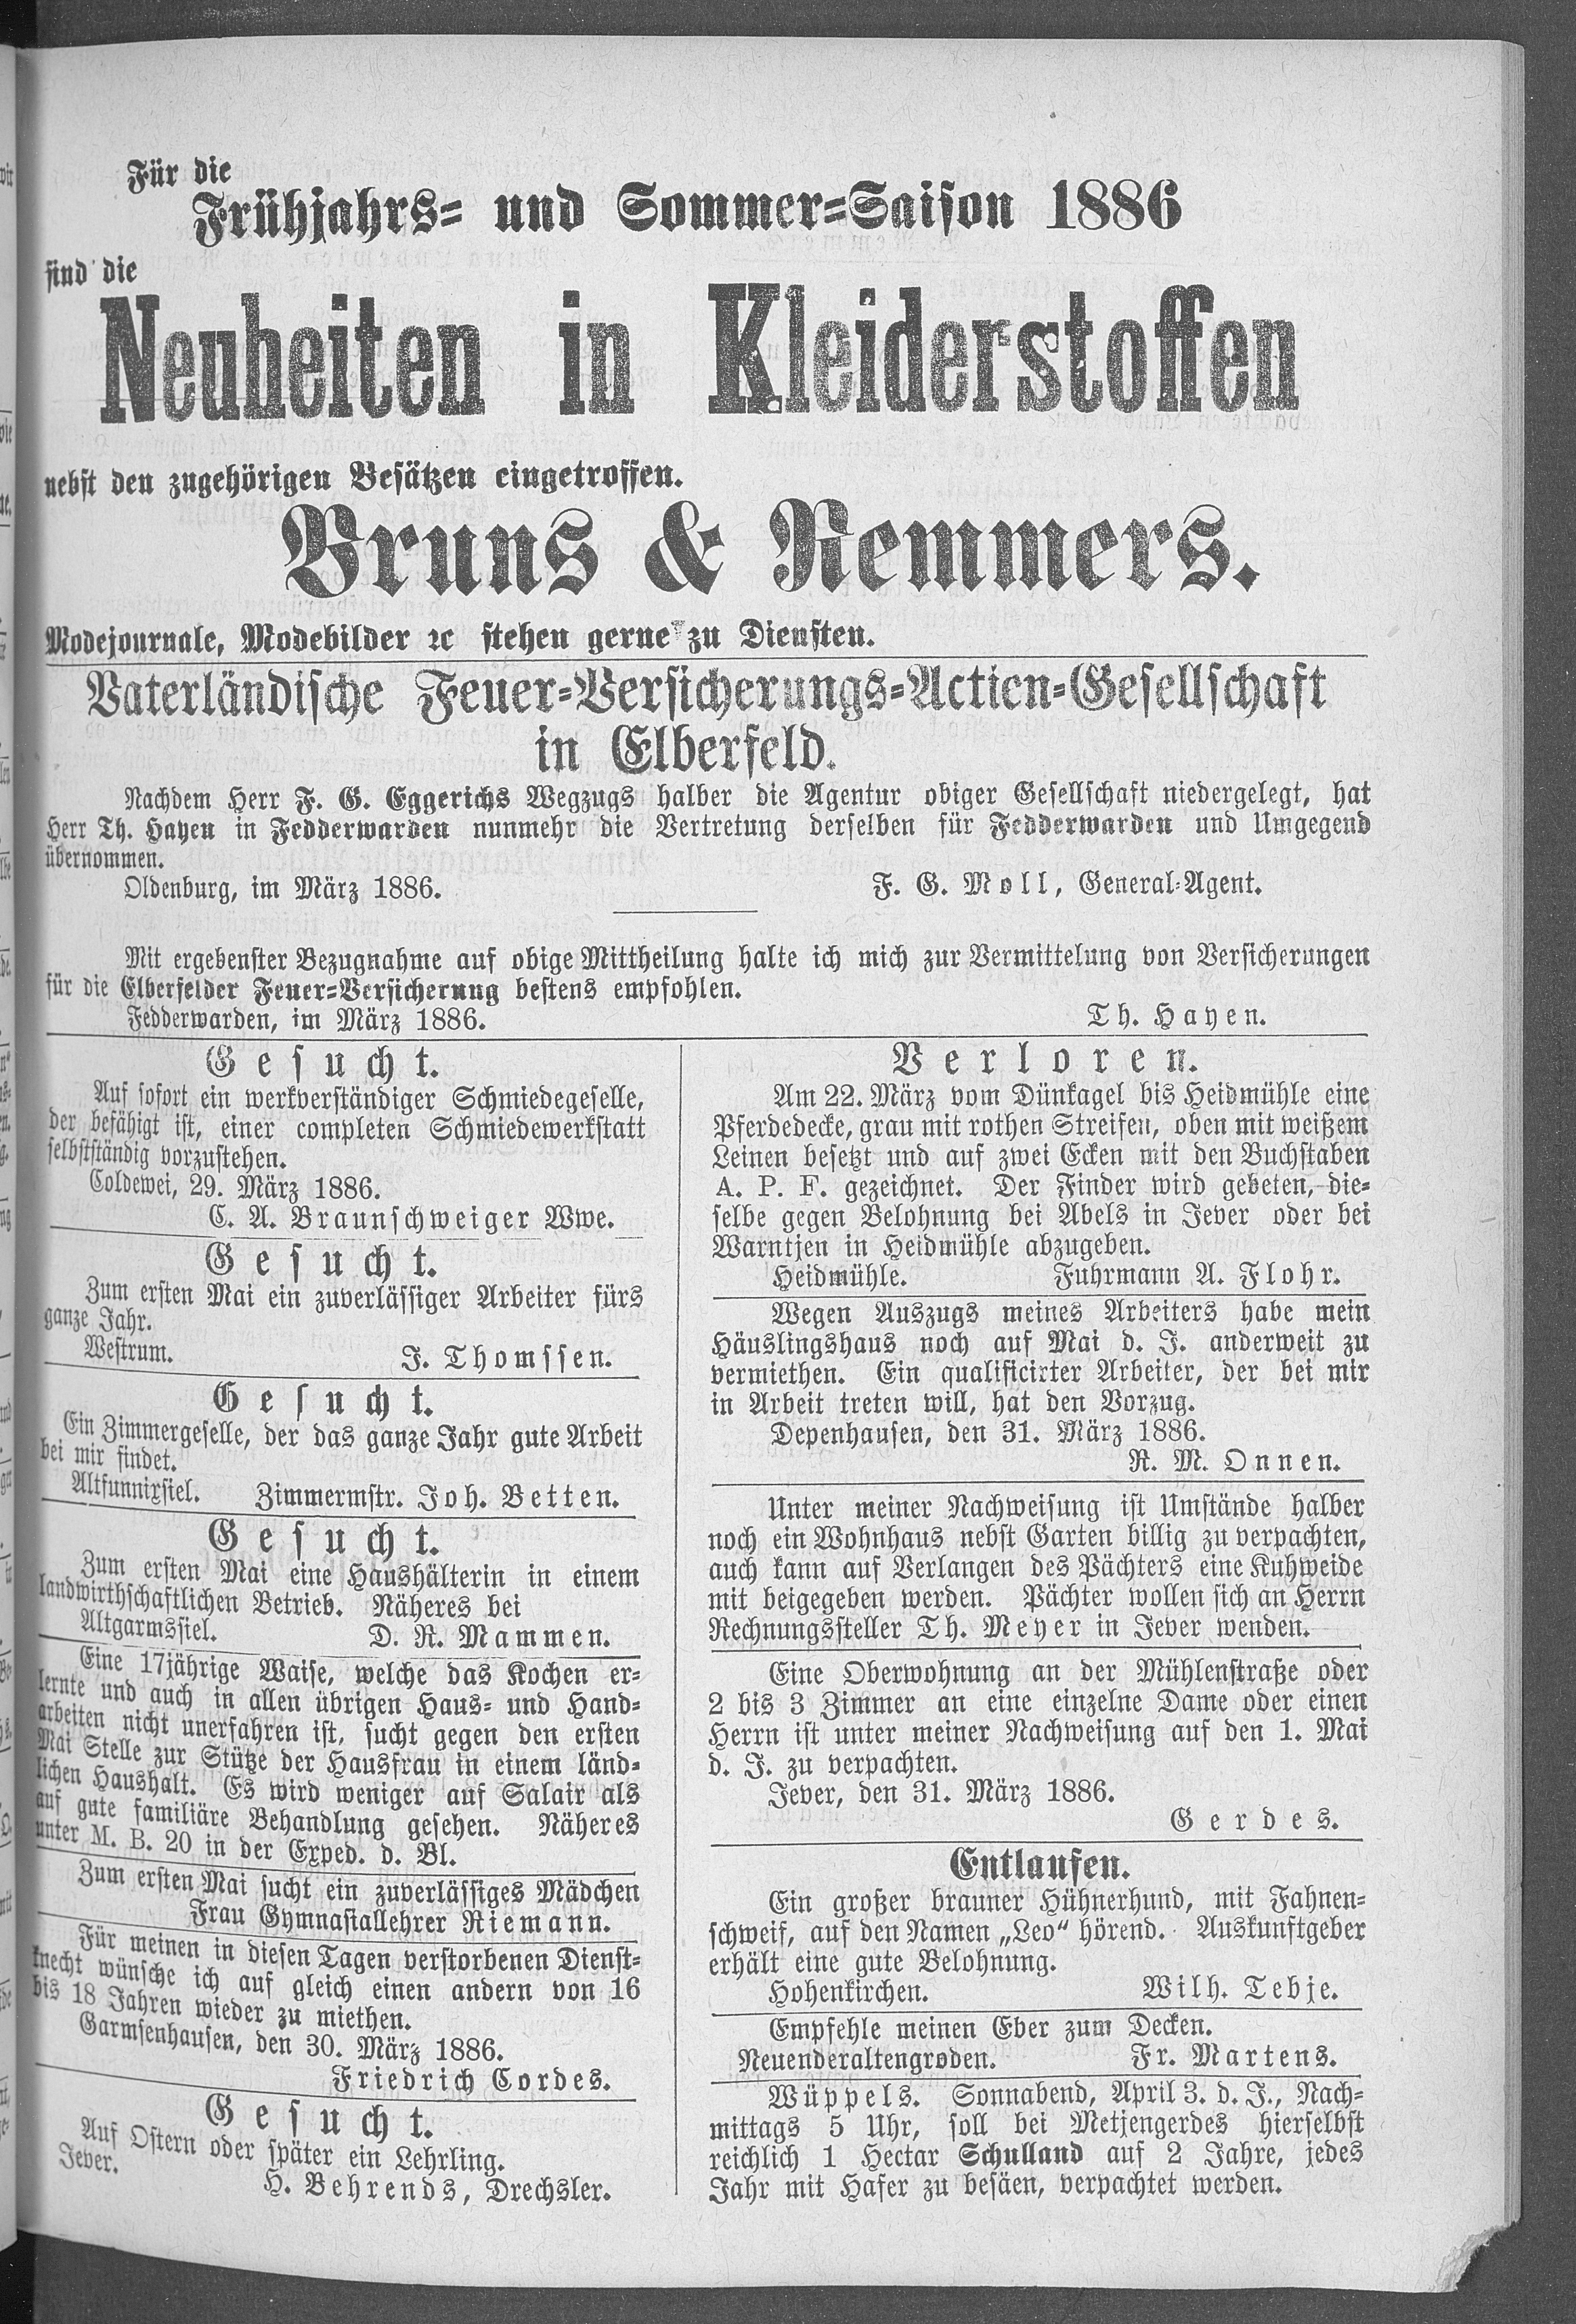 Für die
Frühjahrs- und Sommer-Saison 1886
sind die
Neuheiten in Kleiderstoffen
nebst den zugehörigen Besätzen eingetroffen.
Bruns & Remmers.
Modejournale, Modebilder ꝛc stehen gerne zu Diensten.
Vaterländische Feuer-Versicherungs-Actien-Gesellschaft
in Elberfeld.
Nachdem Herr F. G. Eggerichs Wegzugs halber die Agentur obiger Gesellschaft niedergelegt, hat
Herr Th. Hayen in Fedderwarden nunmehr die Vertretung derselben für Fedderwarden und Umgegend
übernommen.
Oldenburg, im März 1886. F. G. Moll, General-Agent.
Mit ergebenster Bezugnahme auf obige Mittheilung halte ich mich zur Vermittelung von Versicherungen
für die Elberfelder Feuer-Versicherung bestens empfohlen.
Fedderwarden, im März 1886. Th. Hayen.
Gesucht.
Auf sofort ein werkverständiger Schmiedegeselle,
der befähigt ist, einer completen Schmiedewerkstatt
selbstständig vorzustehen.
Coldewei, 29. März 1886.
C. A. Braunschweiger Wwe.
Gesucht.
Zum ersten Mai ein zuverlässiger Arbeiter fürs
ganze Jahr.
Westrum. J. Thomssen.
Gesucht.
Ein Zimmergeselle, der das ganze Jahr gute Arbeit
bei mir findet.
Altfunnixsiel. Zimmermstr. Joh. Betten.
Gesucht.
Zum ersten Mai eine Haushälterin in einem
landwirthschaftlichen Betrieb. Näheres bei
Altgarmssiel. D. R. Mammen.
Eine 17jährige Waise, welche das Kochen er-
lernte und auch in allen übrigen Haus- und Hand-
arbeiten nicht unerfahren ist, sucht gegen den ersten
Mai Stelle zur Stütze der Hausfrau in einem länd-
lichen Haushalt. Es wird weniger auf Salair als
auf gute familiäre Behandlung gesehen. Näheres
unter M. B. 20 in der Exped. d. Bl.
Zum ersten Mai sucht ein zuverlässiges Mädchen
Frau Gymnasiallehrer Riemann.
Für meinen in diesen Tagen verstorbenen Dienst-
knecht wünsche ich auf gleich einen andern von 16
bis 18 Jahren wieder zu miethen.
Garmsenhausen, den 30. März 1886.
Friedrich Cordes.
Gesucht.
Auf Ostern oder später ein Lehrling.
Jever.
H. Behrends, Drechsler.
Verloren.
Am 22. März vom Dünkagel bis Heidmühle eine
Pferdedecke, grau mit rothen Streifen, oben mit weißem
Leinen besetzt und auf zwei Ecken mit den Buchstaben
A. P. F. gezeichnet. Der Finder wird gebeten, die-
selbe gegen Belohnung bei Abels in Jever oder bei
Warntjen in Heidmühle abzugeben.
Heidmühle. Fuhrmann A. Flohr.
Wegen Auszugs meines Arbeiters habe mein
Häuslingshaus noch auf Mai d. J. anderweit zu
vermiethen. Ein qualificirter Arbeiter, der bei mir
in Arbeit treten will, hat den Vorzug.
Depenhausen, den 31. März 1886.
R. M. Onnen.
Unter meiner Nachweisung ist Umstände halber
noch ein Wohnhaus nebst Garten billig zu verpachten,
auch kann auf Verlangen des Pächters eine Kuhweide
mit beigegeben werden. Pächter wollen sich an Herrn
Rechnungssteller Th. Meyer in Jever wenden.
Eine Oberwohnung an der Mühlenstraße oder
2 bis 3 Zimmer an eine einzelne Dame oder einen
Herrn ist unter meiner Nachweisung auf den 1. Mai
d. J. zu verpachten.
Jever, den 31. März 1886.
Gerdes.
Entlaufen.
Ein großer brauner Hühnerhund, mit Fahnen-
schweif, auf den Namen „Leo“ hörend. Auskunftgeber
erhält eine gute Belohnung.
Hohenkirchen. Wilh. Tebje.
Empfehle meinen Eber zum Decken.
Neuenderaltengroden. Fr. Martens.
Wüppels. Sonnabend, April 3. d. J., Nach-
mittags 5 Uhr, soll bei Metjengerdes hierselbst
reichlich 1 Hectar Schulland auf 2 Jahre, jedes
Jahr mit Hafer zu besäen, verpachtet werden.